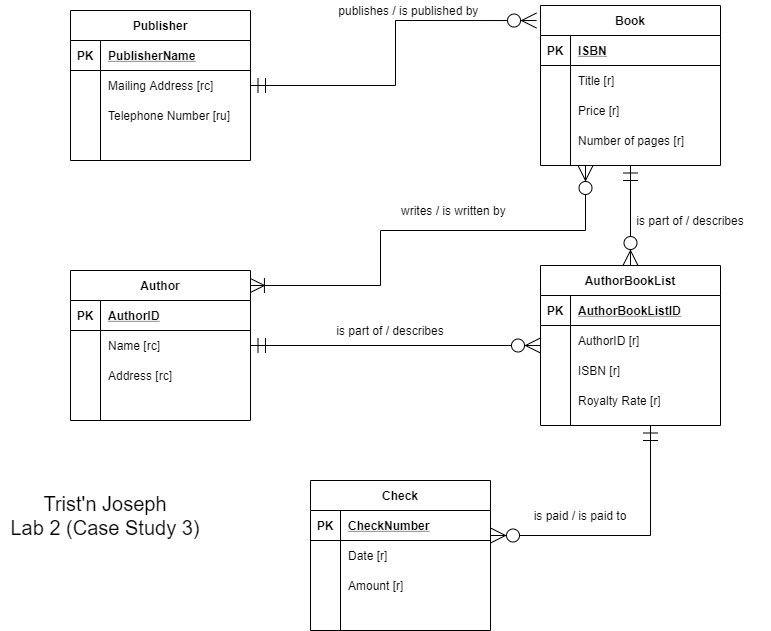 Publisher
PK PublisherName
Mailing Address [rc]
Telephone Number [ru]
publishes / is published by
Book
PK ISBN
Title [r]
Price [r]
Number of pages [r]
writes / is written by
is part of / describes
Author
PK AuthorID
Name [rc]
Address [rc]
is part of / describes
AuthorBookList
PK AuthorBookListID
AuthorID [r]
ISBN [r]
Royalty Rate [r]
Trist'n Joseph
Lab 2 (Case Study 3)
Check
PK CheckNumber
Date [r]
Amount [r]
is paid / is paid to